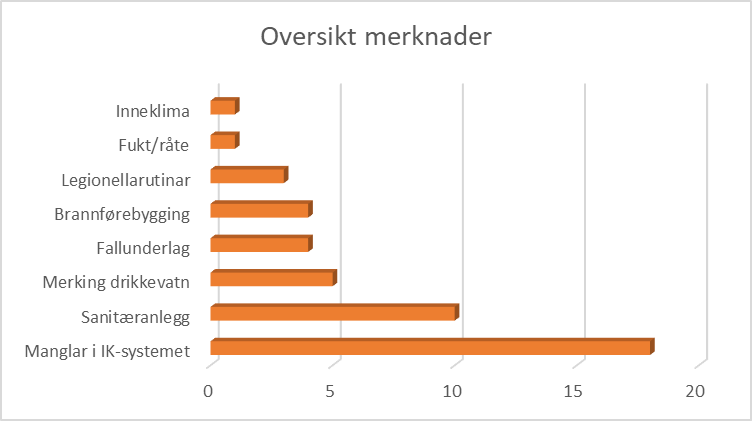 Oversikt merknader
Inneklima
Fukt/råte
Legionellarutinar
Brannførebygging
Fallunderlag
Merking drikkevatn
Sanitæranlegg
Manglar i IK-systemet
0 5 10 15 20